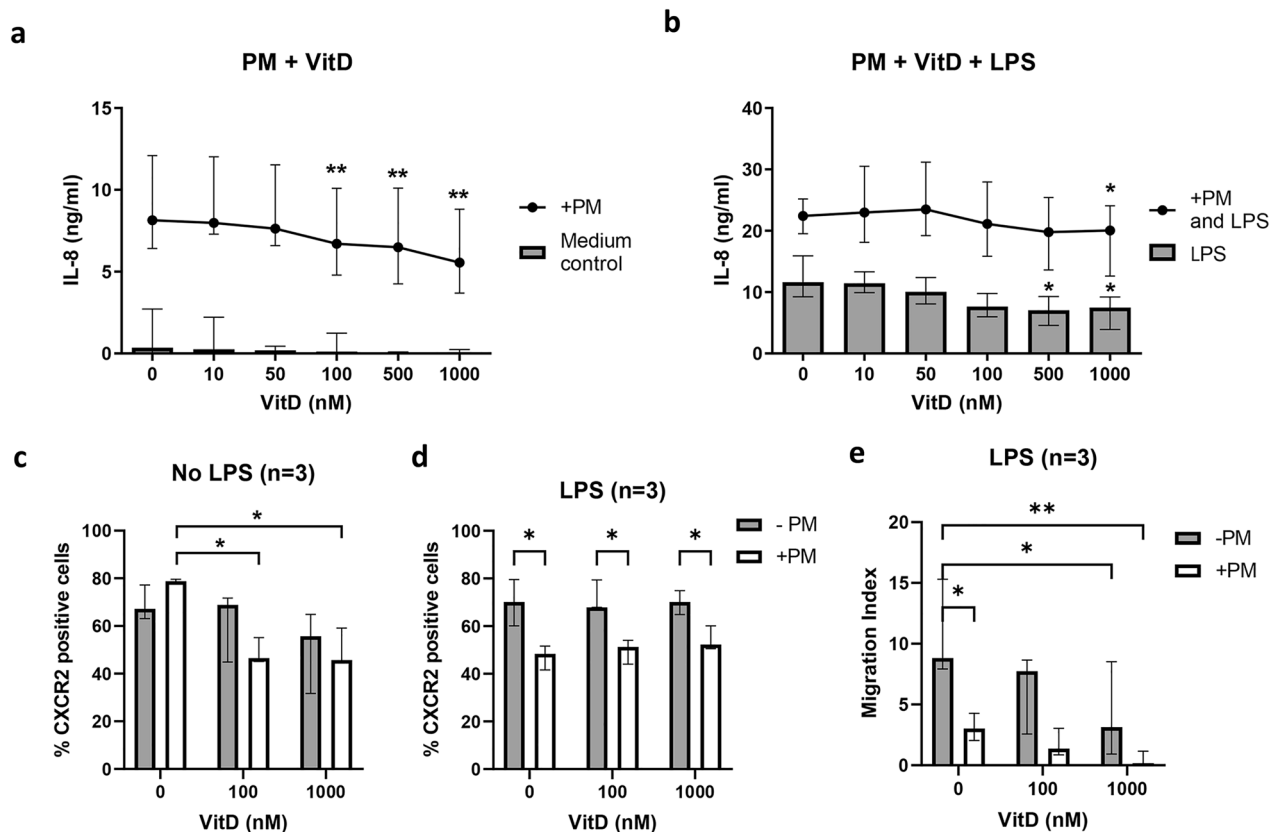 a
PM + VitD
15
10
5
0
IL-8 (ng/ml)
** ** **
0 10 50 100 500 1000
VitD (nM)
+PM
Medium
control
b
PM + VitD + LPS
40
30
20
10
0
IL-8 (ng/ml)
*
* *
0 10 50 100 500 1000
VitD (nM)
+PM
and LPS
LPS
c
No LPS (n=3)
100
80
60
40
20
0
% CXCR2 positive cells
*
*
0 100 1000
VitD (nM)
d
LPS (n=3)
100
80
60
40
20
0
% CXCR2 positive cells
* * *
0 100 1000
VitD (nM)
- PM
+PM
e
LPS (n=3)
20
15
10
5
0
Migration Index
**
*
*
0 100 1000
VitD (nM)
-PM
+PM